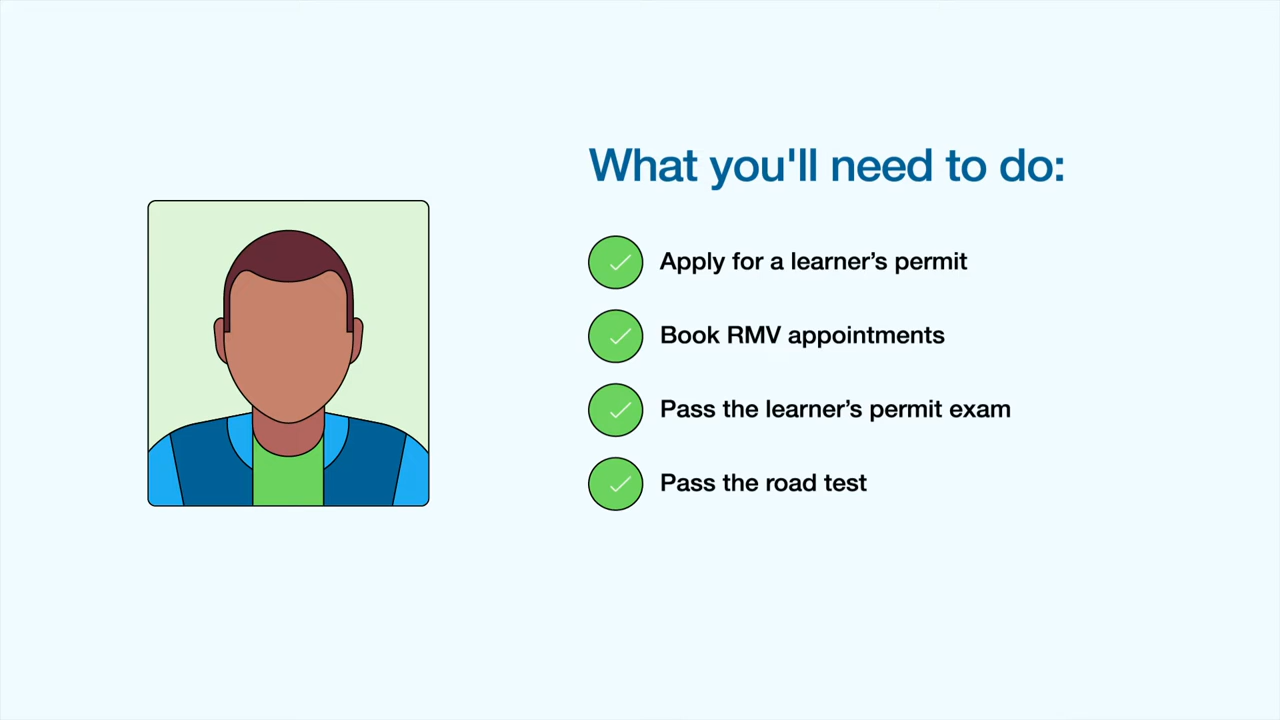 What you'll need to do:
Apply for a learner’s permit
Book RMV appointments
Pass the learner’s permit exam
Pass the road test